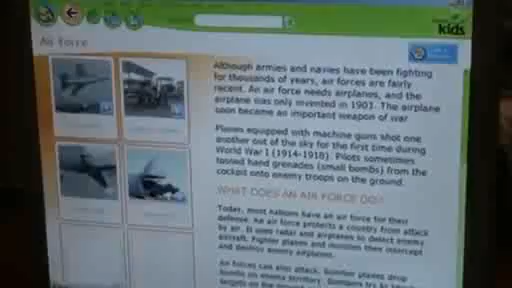 kids
Air Force
Although armies and navies have been fighting
for thousands of years, air forces are fairly
recent. An air force needs airplanes, and the
airplane was only invented in 1903. The airplane
soon became an important weapon of war
Planes equipped with machine guns shot one
another out of the sky for the first time during
World War I (1914-1918). Pilots sometimes
tossed hand grenades (small bombs) from the
cockpit onto enemy troops on the ground.
WHAT DOES AN AIR FORCE DO?
Today, most nations have an air force for their
defense. An air force protects a country from attack
by air. It uses radar and airplanes to detect enemy
aircraft. Fighter planes and missiles then intercept
and destroy enemy airplanes.
Air forces can also attack. Bomber planes drop
bombs on enemy territory. Bombers try to
targets on the